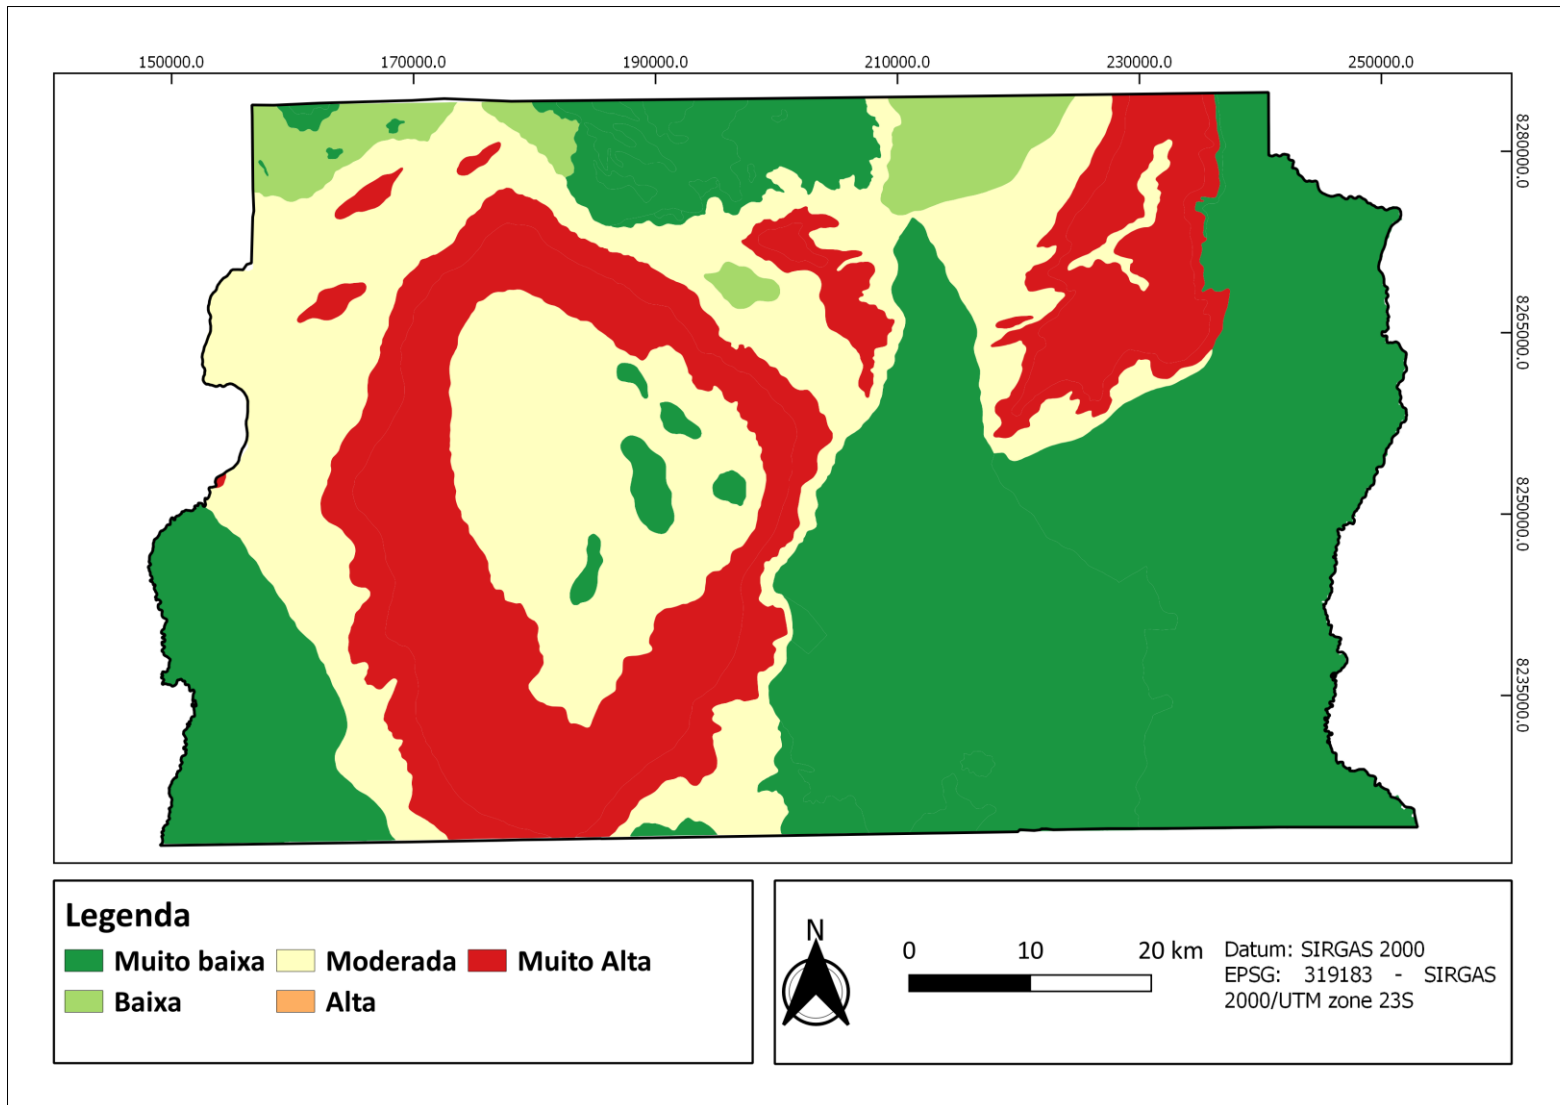 150000.0 170000.0 190000.0 210000.0 230000.0 250000.0
8280000.0
8265000.0
8250000.0
8235000.0
Legenda
Muito baixa Moderada Muito Alta
Baixa Alta
N
0 10 20 km
Datum: SIRGAS 2000
EPSG: 319183 - SIRGAS
2000/UTM zone 23S